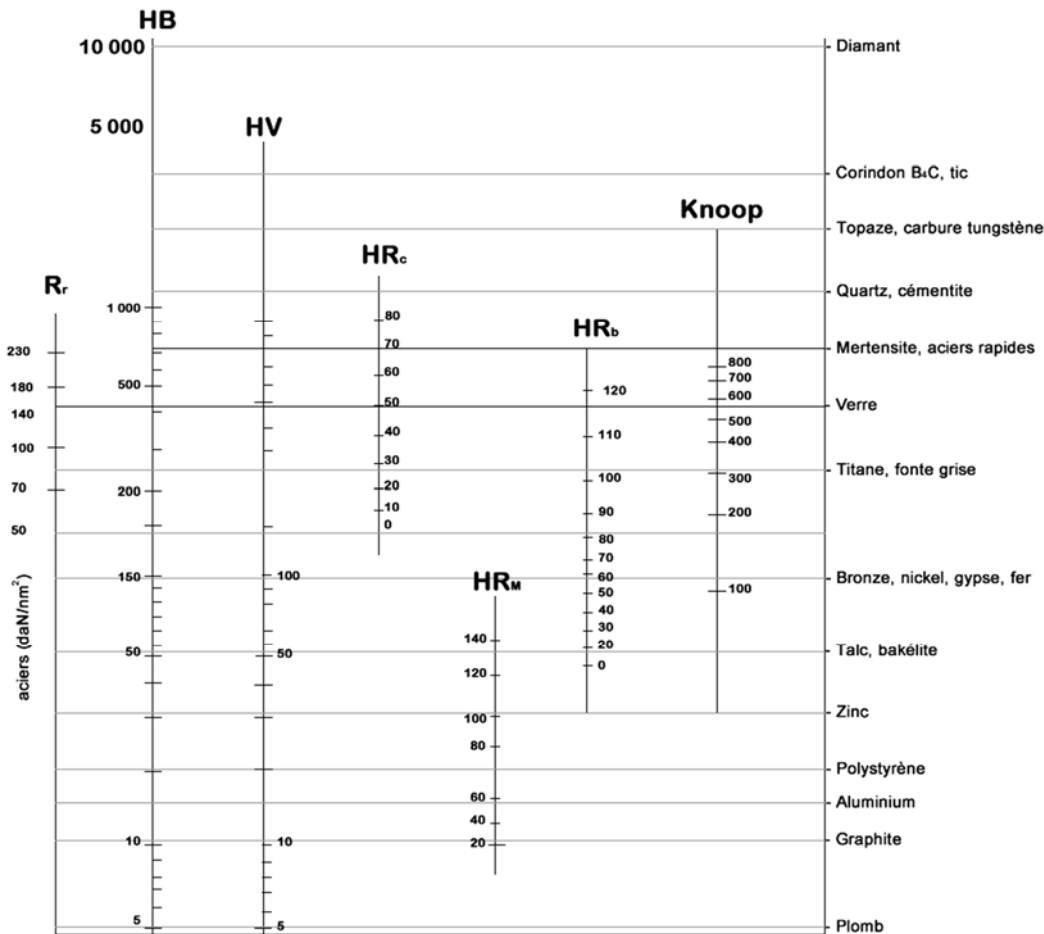 HB
10 000
Diamant
5 000
HV
Corindon B₄C, tic
Knoop
Topaze, carbure tungstène
HRc
Rr
Quartz, cémentite
1 000
80
HRb
70
230
Mertensite, aciers rapides
800
60
700
180
500
120
600
50
Verre
140
500
40
110
400
100
30
Titane, fonte grise
20
100
300
70
200
10
90
200
50
0
80
70
150
100
HRM
60
Bronze, nickel, gypse, fer
50
100
40
140
30
50
50
20
Talc, bakélite
120
0
aciers (daN/nm²)
100
Zinc
80
Polystyrène
60
Aluminium
40
10
10
20
Graphite
5
5
Plomb